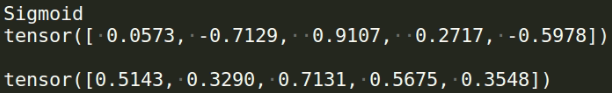 Sigmoid
tensor([ 0.0573, -0.7129,  0.9107,  0.2717, -0.5978])
tensor([0.5143, 0.3290, 0.7131, 0.5675, 0.3548])